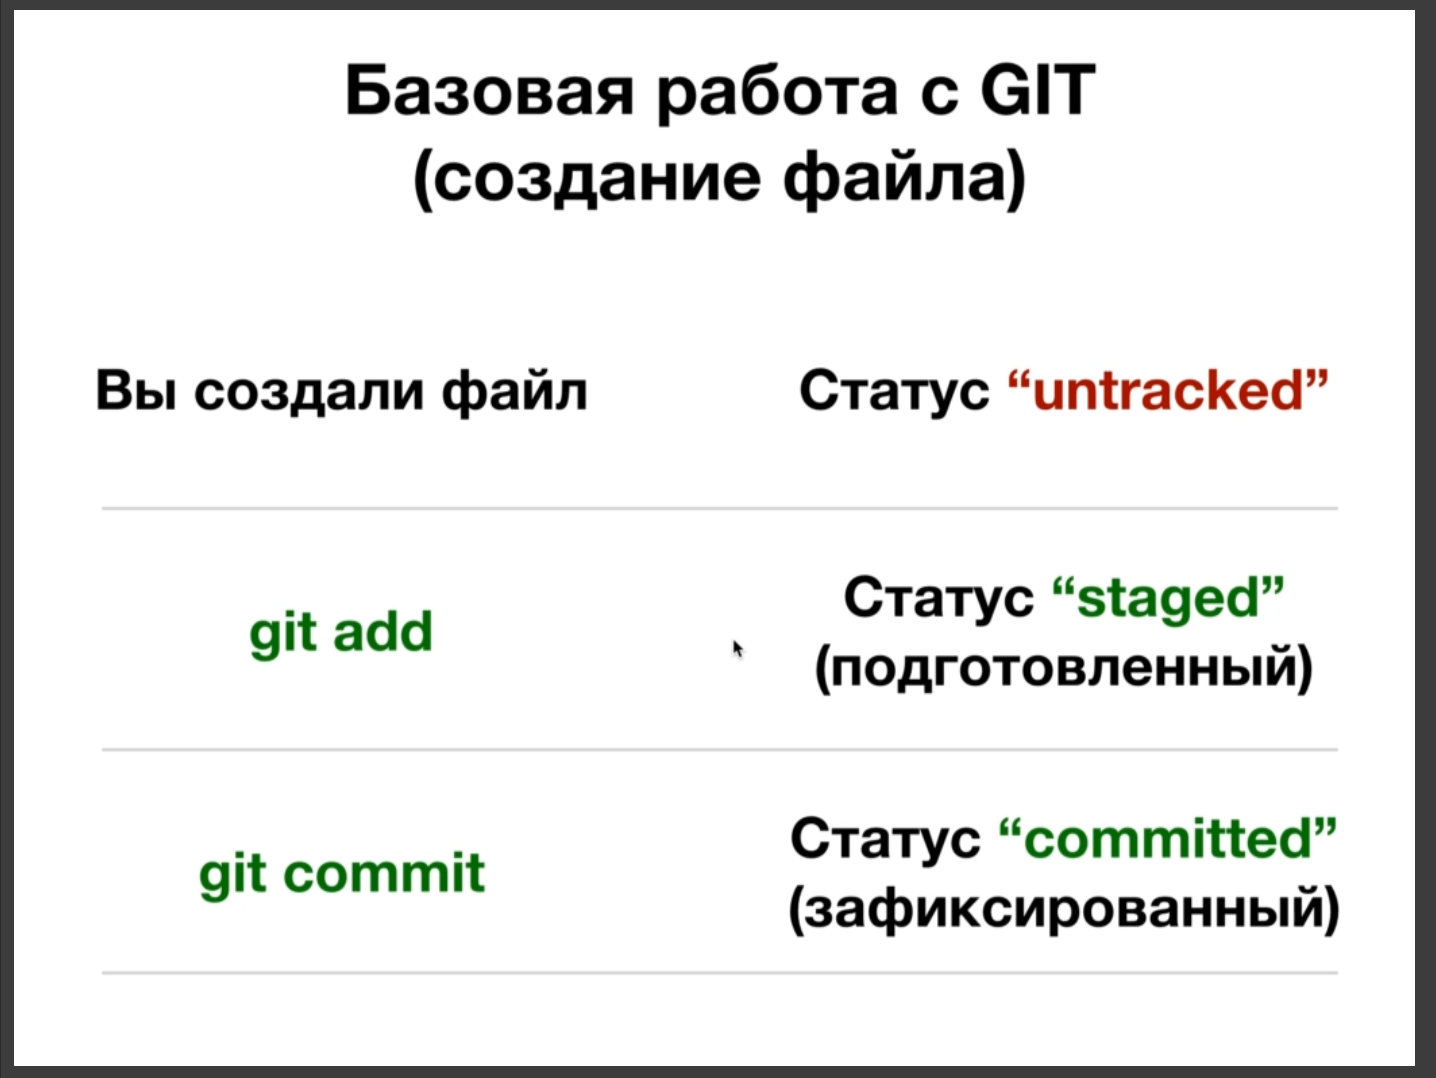 Базовая работа с GIT
(создание файла)
Вы создали файл
Статус “untracked”
git add
Статус “staged”
(подготовленный)
git commit
Статус “committed”
(зафиксированный)